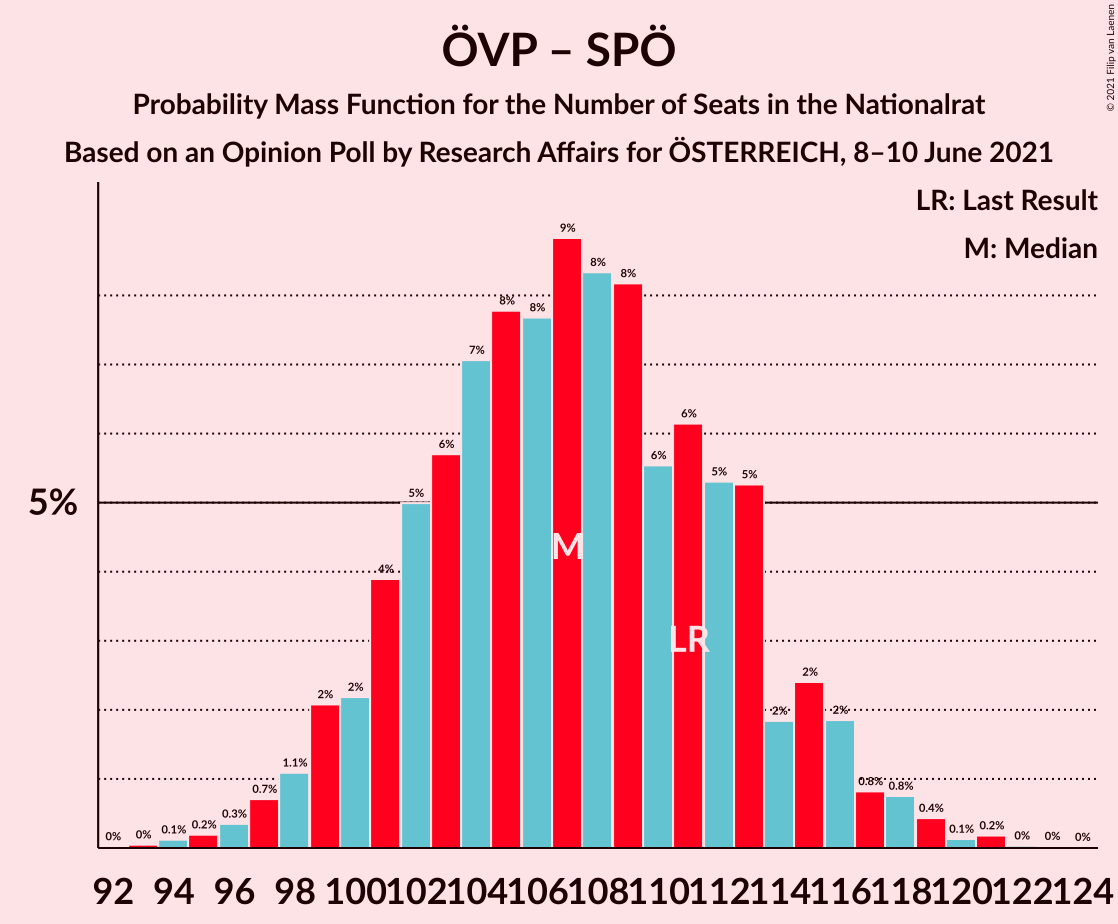 ÖVP – SPÖ
Probability Mass Function for the Number of Seats in the Nationalrat
Based on an Opinion Poll by Research Affairs for ÖSTERREICH, 8–10 June 2021
© 2021 Filip van Laenen
LR: Last Result
M: Median
5%
0% 0% 0.1% 0.2% 0.3% 0.7% 1.1% 2% 2% 4% 5% 6% 7% 8% 8% 9% 8% 8% 6% 6% 5% 5% 2% 2% 2% 0.8% 0.8% 0.4% 0.1% 0.2% 0% 0% 0%
M
LR
92 94 96 98 100 102 104 106 108 110 112 114 116 118 120 122 124